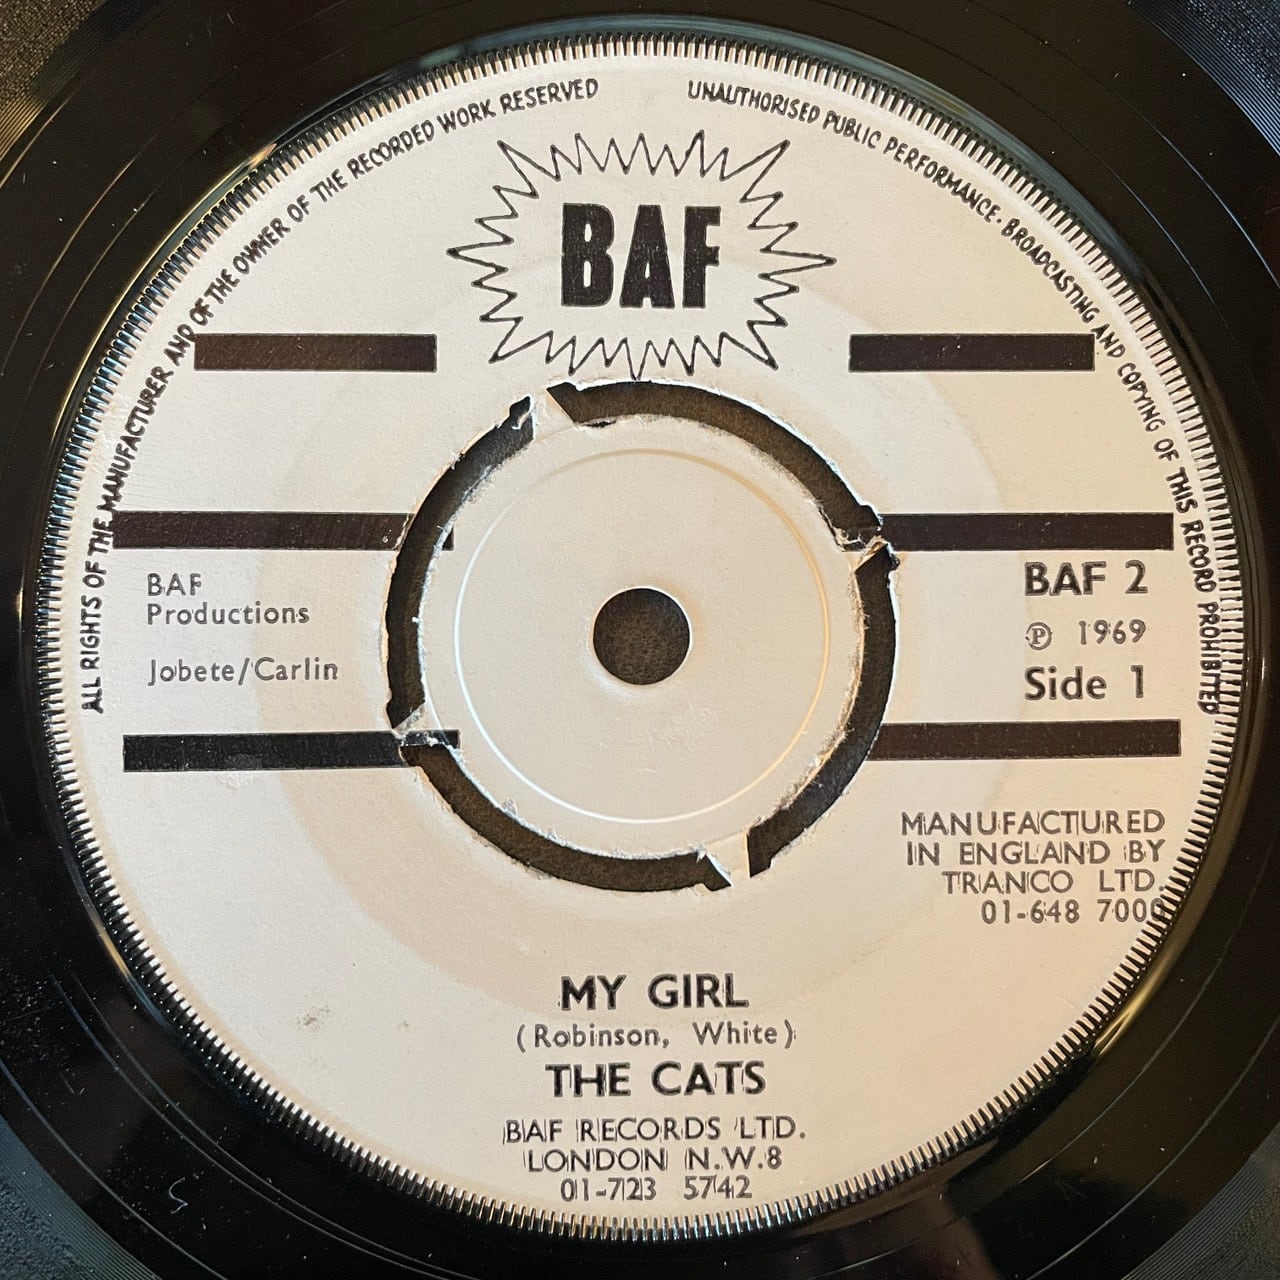 ALL RIGHTS OF THE MANUFACTURER AND OF THE OWNER OF THE RECORDED WORK RESERVED
UNAUTHORISED PUBLIC PERFORMANCE. BROADCASTING AND COPYING OF THIS RECORD PROHIBITED
BAF
BAF
Productions
Jobete/Carlin
BAF 2
℗ 1969
Side 1
MANUFACTURED
IN ENGLAND BY
TRANCO LTD.
01-648 7000
MY GIRL
(Robinson, White)
THE CATS
BAF RECORDS LTD.
LONDON N.W.8
01-723 5742